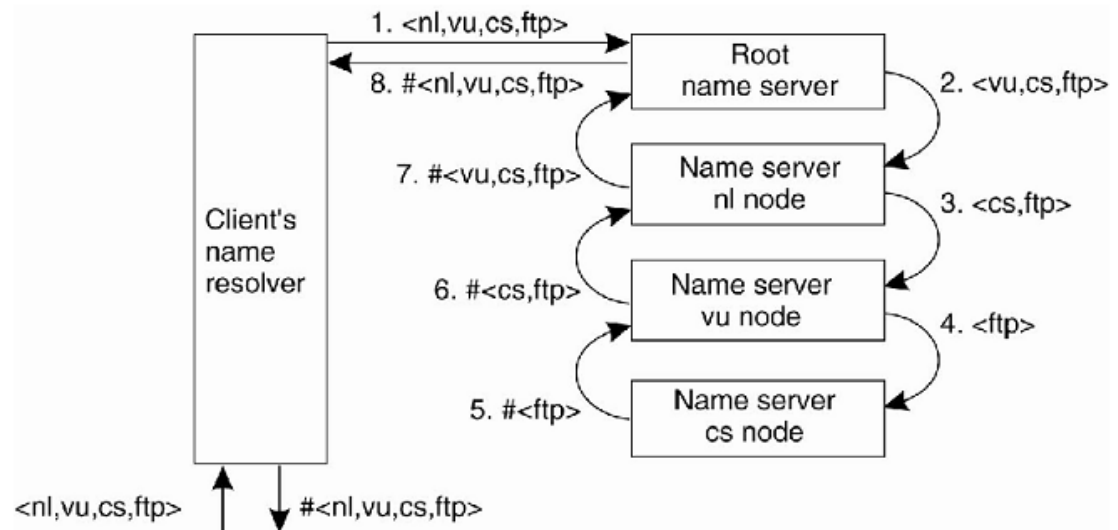 1. <nl,vu,cs,ftp>
8. #<nl,vu,cs,ftp>
Root
name server
2. <vu,cs,ftp>
7. #<vu,cs,ftp>
Name server
nl node
3. <cs,ftp>
Client's
name
resolver
6. #<cs,ftp>
Name server
vu node
4. <ftp>
5. #<ftp>
Name server
cs node
<nl,vu,cs,ftp>
#<nl,vu,cs,ftp>